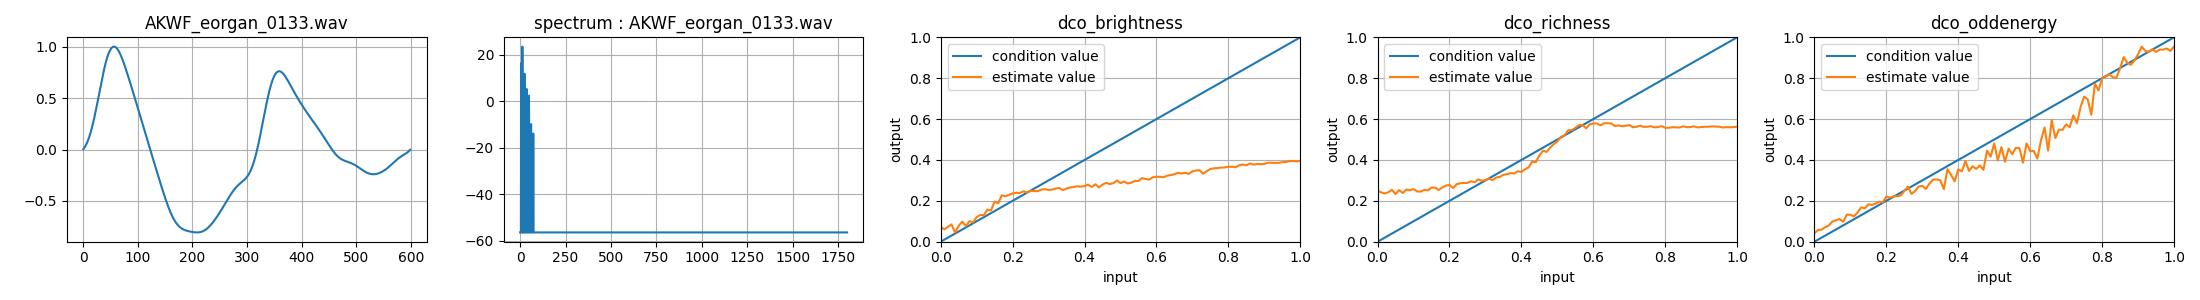 AKWF_eorgan_0133.wav
1.0
0.5
0.0
−0.5
0 100 200 300 400 500 600
spectrum : AKWF_eorgan_0133.wav
20
0
−20
−40
−60
0 250 500 750 1000 1250 1500 1750
dco_brightness
condition value
estimate value
output
1.0
0.8
0.6
0.4
0.2
0.0
0.0 0.2 0.4 0.6 0.8 1.0
input
dco_richness
condition value
estimate value
output
1.0
0.8
0.6
0.4
0.2
0.0
0.0 0.2 0.4 0.6 0.8 1.0
input
dco_oddenergy
condition value
estimate value
output
1.0
0.8
0.6
0.4
0.2
0.0
0.0 0.2 0.4 0.6 0.8 1.0
input